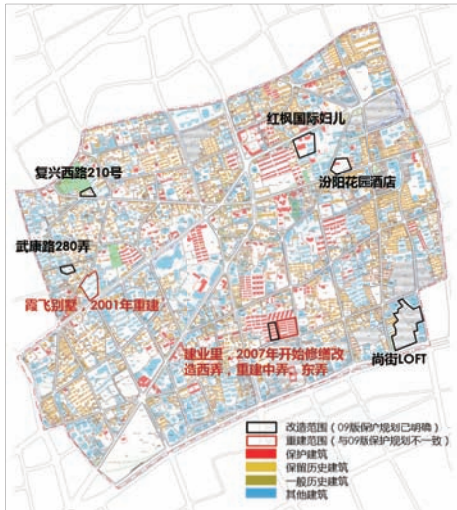 红枫国际妇儿
汾阳花园酒店
复兴西路210号
武康路280弄
霞飞别墅，2001年重建
建业里，2007年开始修缮改
造西弄，重建中弄、东弄
尚街LOFT
改造范围（09版保护规划已明确）
重建范围（与09版保护规划不一致）
保护建筑
保留历史建筑
一般历史建筑
其他建筑